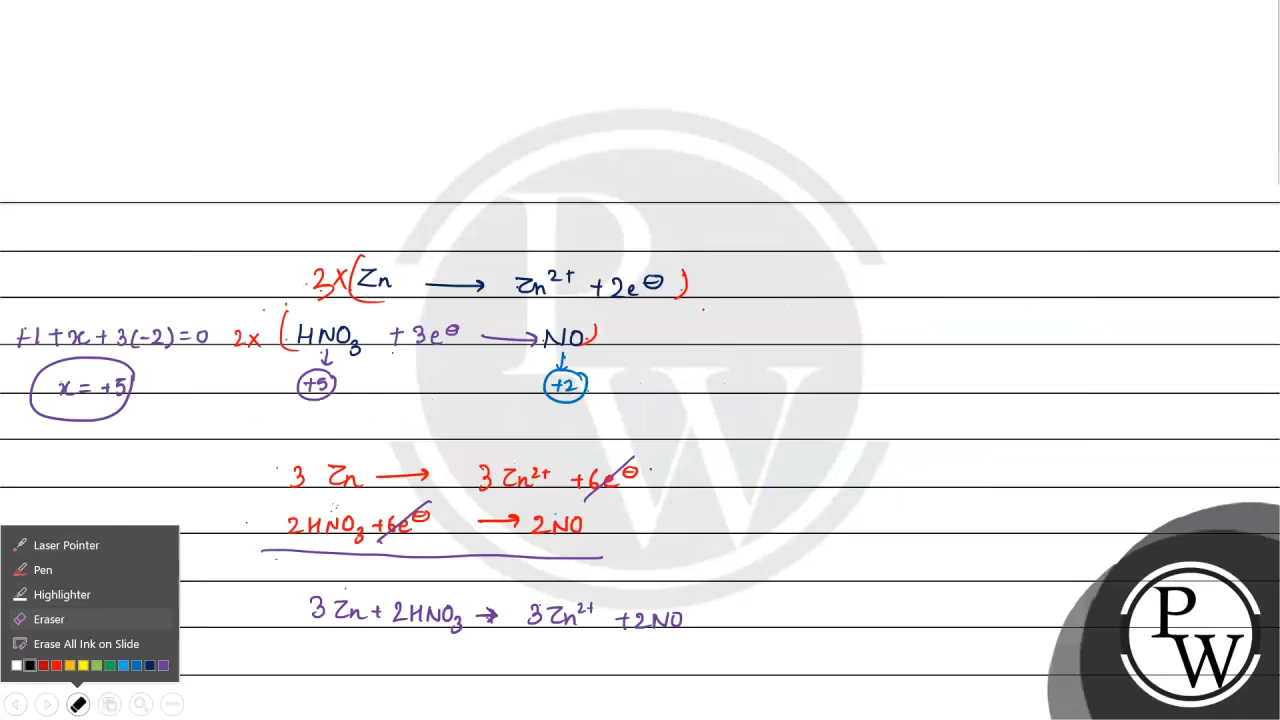 3x(Zn ⟶ Zn²⁺ + 2e⊖)
+1+x+3(-2)=0 2x (HNO₃ + 3e⊖ ⟶ NO)
↓ ↓
x = +5 +5 +2
3 Zn ⟶ 3 Zn²⁺ +6e⊖
2HNO₃ +6e⊖ ⟶ 2NO
3 Zn + 2HNO₃ → 3 Zn²⁺ + 2NO
Laser Pointer
Pen
Highlighter
Eraser
Erase All Ink on Slide
P
W
P
W